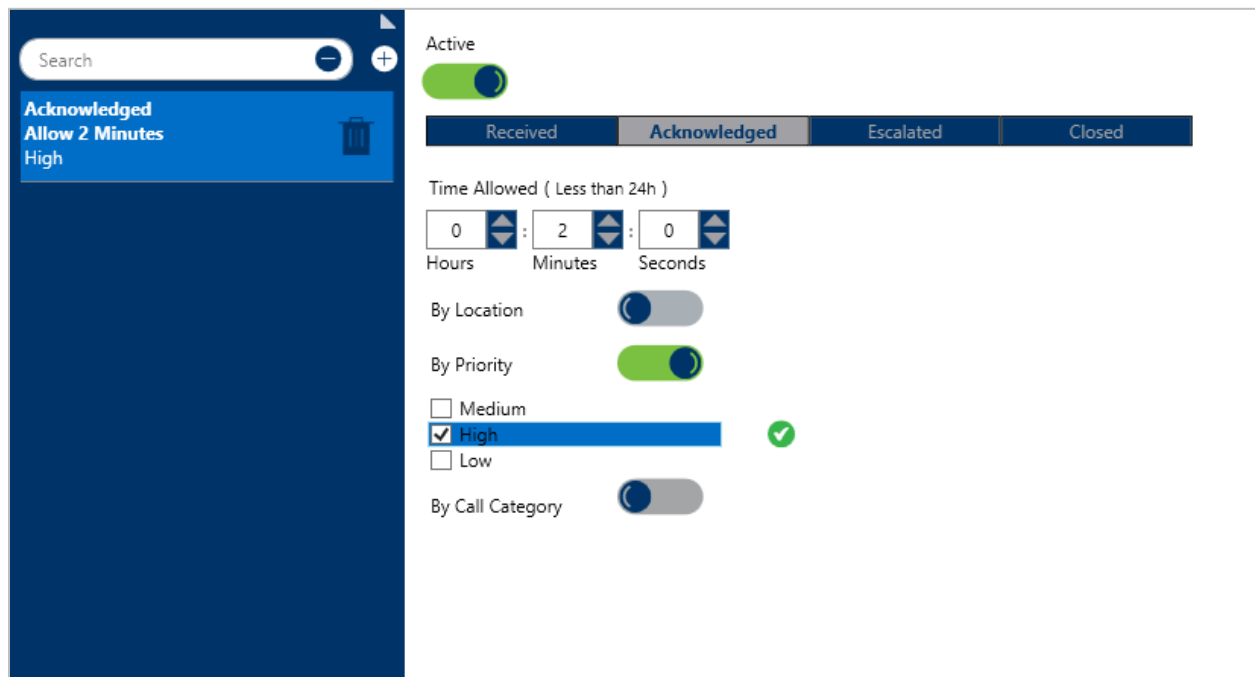 Search
Acknowledged
Allow 2 Minutes
High
Active
Received Acknowledged Escalated Closed
Time Allowed ( Less than 24h )
0 : 2 : 0
Hours Minutes Seconds
By Location
By Priority
Medium
High
Low
By Call Category